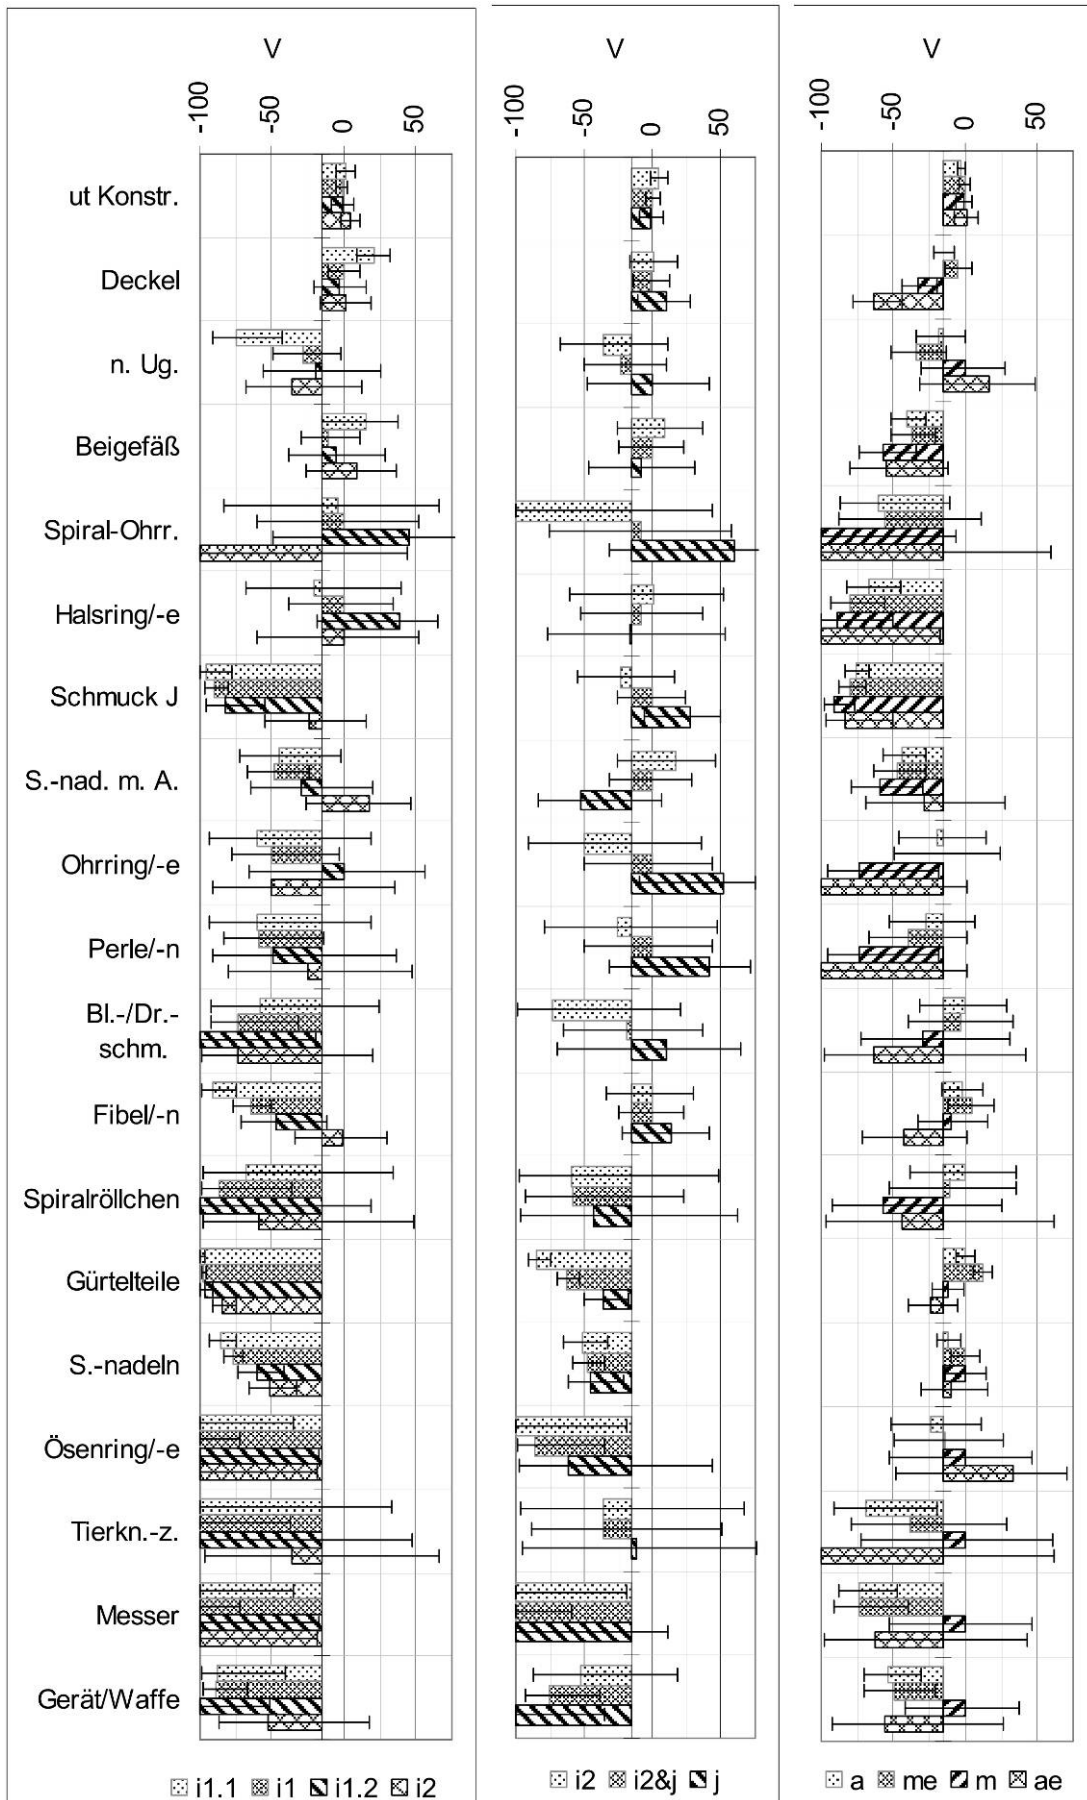 V V V
-100 -50 0 50 -100 -50 0 50 -100 -50 0 50
ut Konstr.
Deckel
n. Ug.
Beigefäß
Spiral-Ohrr.
Halsring/-e
Schmuck J
S.-nad. m. A.
Ohrring/-e
Perle/-n
Bl.-/Dr.-
schm.
Fibel/-n
Spiralröllchen
Gürtelteile
S.-nadeln
Ösenring/-e
Tierkn.-z.
Messer
Gerät/Waffe
i1.1 i1 i1.2 i2
i2 i2&j j
a me m ae